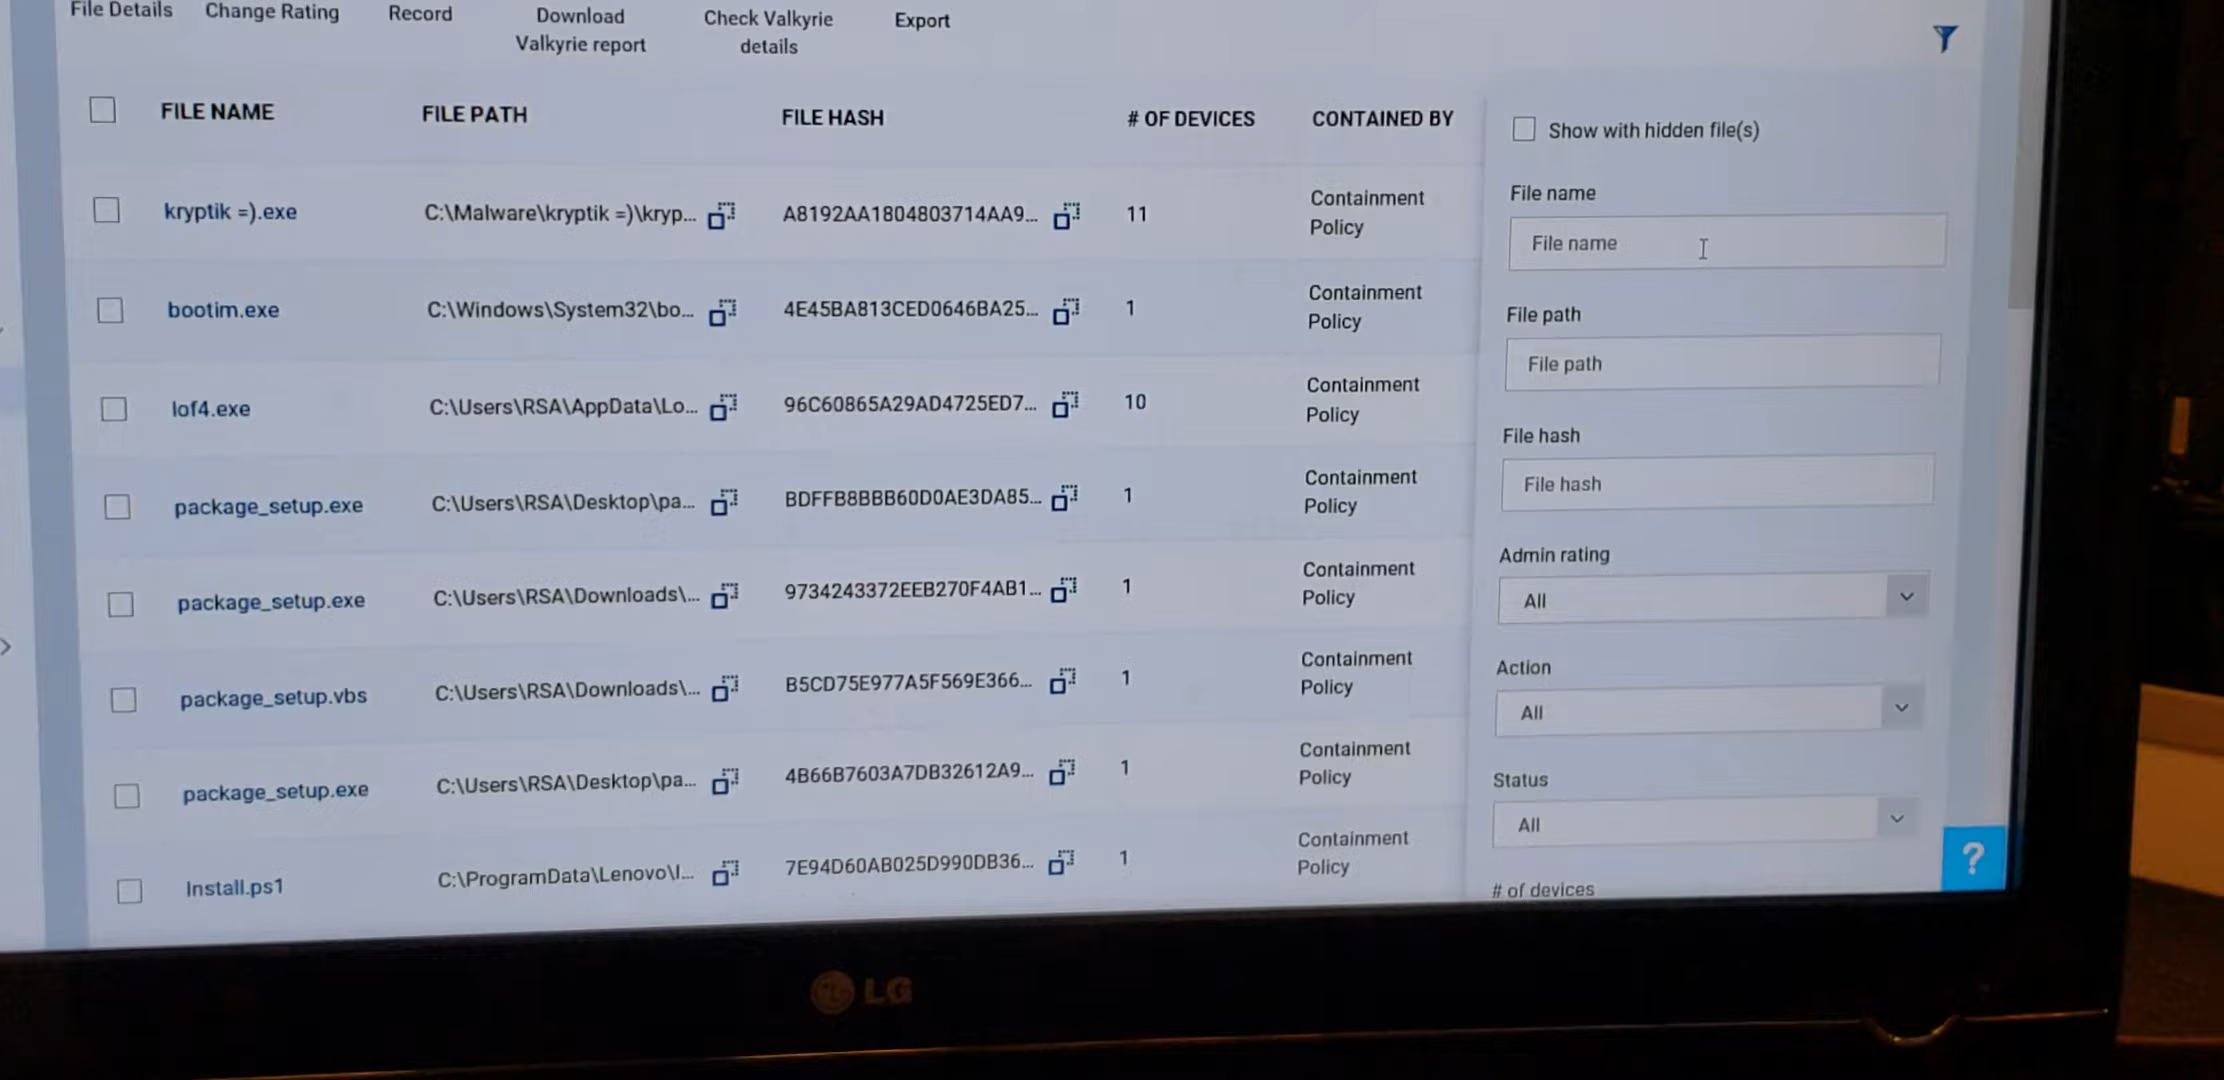 File Details Change Rating Record Download Valkyrie report Check Valkyrie details Export
FILE NAME FILE PATH FILE HASH # OF DEVICES CONTAINED BY
kryptik =).exe C:\Malware\kryptik =)\kryp... A8192AA1804803714AA9... 11 Containment Policy
bootim.exe C:\Windows\System32\bo... 4E45BA813CED0646BA25... 1 Containment Policy
lof4.exe C:\Users\RSA\AppData\Lo... 96C60865A29AD4725ED7... 10 Containment Policy
package_setup.exe C:\Users\RSA\Desktop\pa... BDFFB8BBB60D0AE3DA85... 1 Containment Policy
package_setup.exe C:\Users\RSA\Downloads\... 9734243372EEB270F4AB1... 1 Containment Policy
package_setup.vbs C:\Users\RSA\Downloads\... B5CD75E977A5F569E366... 1 Containment Policy
package_setup.exe C:\Users\RSA\Desktop\pa... 4B66B7603A7DB32612A9... 1 Containment Policy
Install.ps1 C:\ProgramData\Lenovo\I... 7E94D60AB025D990DB36... 1 Containment Policy
Show with hidden file(s)
File name
File name
File path
File path
File hash
File hash
Admin rating
All
Action
All
Status
All
# of devices
?
LG